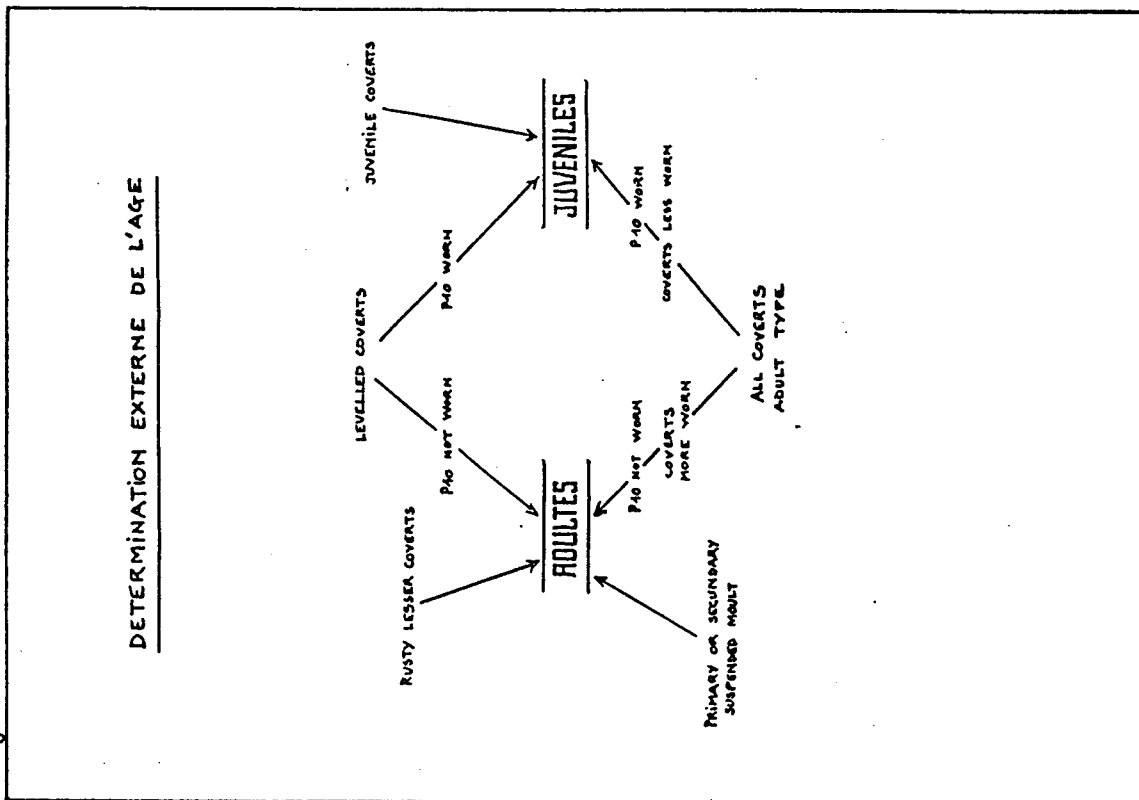 DETERMINATION EXTERNE DE L'AGE
RUSTY LESSER COVERTS
LEVELLED COVERTS
JUVENILE COVERTS
P10 NOT WORN
P10 WORN
ADULTES
JUVENILES
P10 NOT WORN
COVERTS
MORE WORN
P10 WORN
COVERTS LESS WORN
PRIMARY OR SECUNDARY
SUSPENDED MOULT
ALL COVERTS
ADULT TYPE